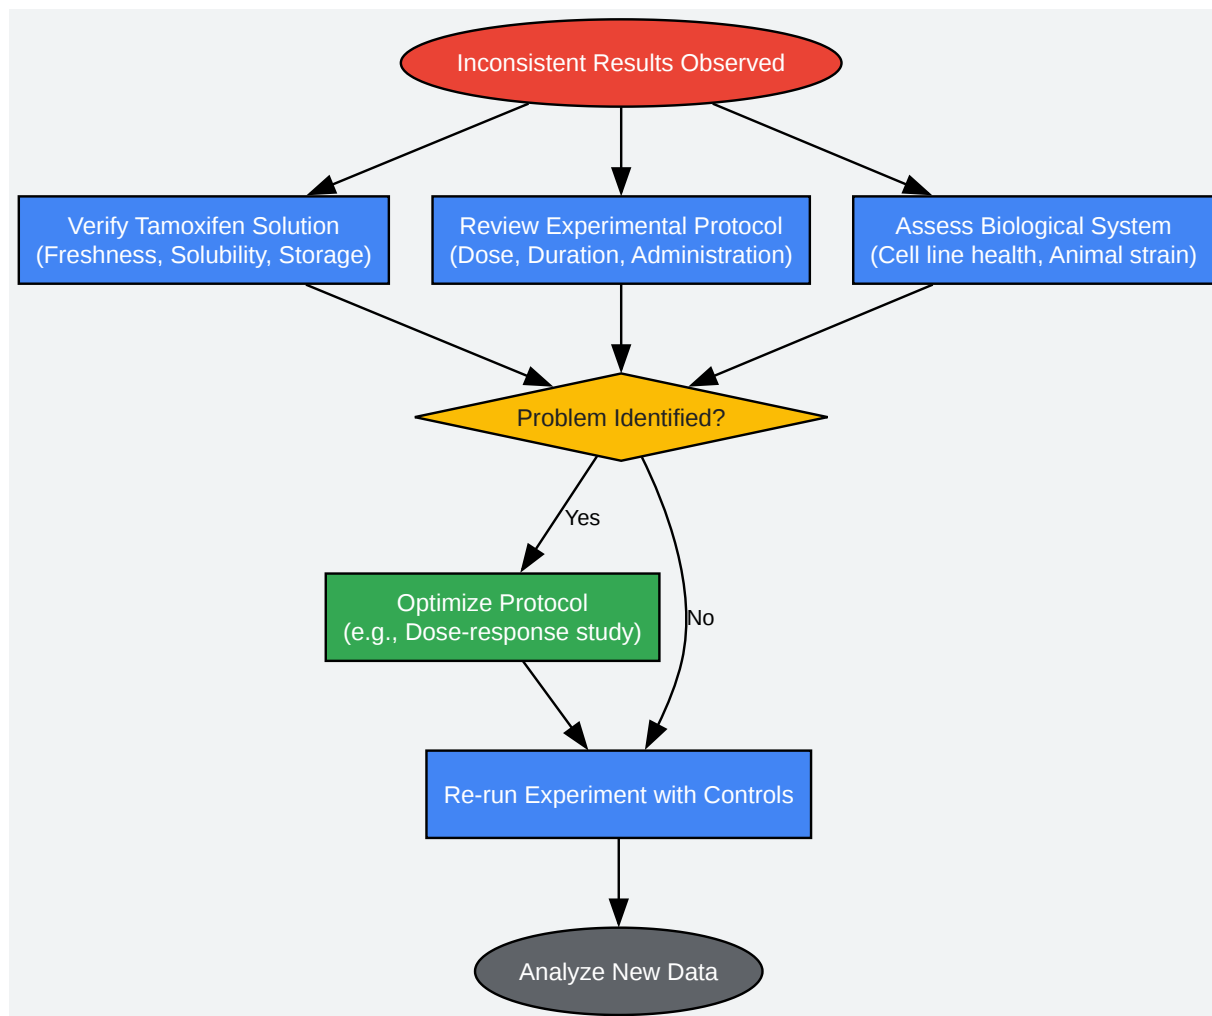 Inconsistent Results Observed
Verify Tamoxifen Solution
(Freshness, Solubility, Storage)
Review Experimental Protocol
(Dose, Duration, Administration)
Assess Biological System
(Cell line health, Animal strain)
Problem Identified?
Yes
Optimize Protocol
(e.g., Dose-response study)
No
Re-run Experiment with Controls
Analyze New Data